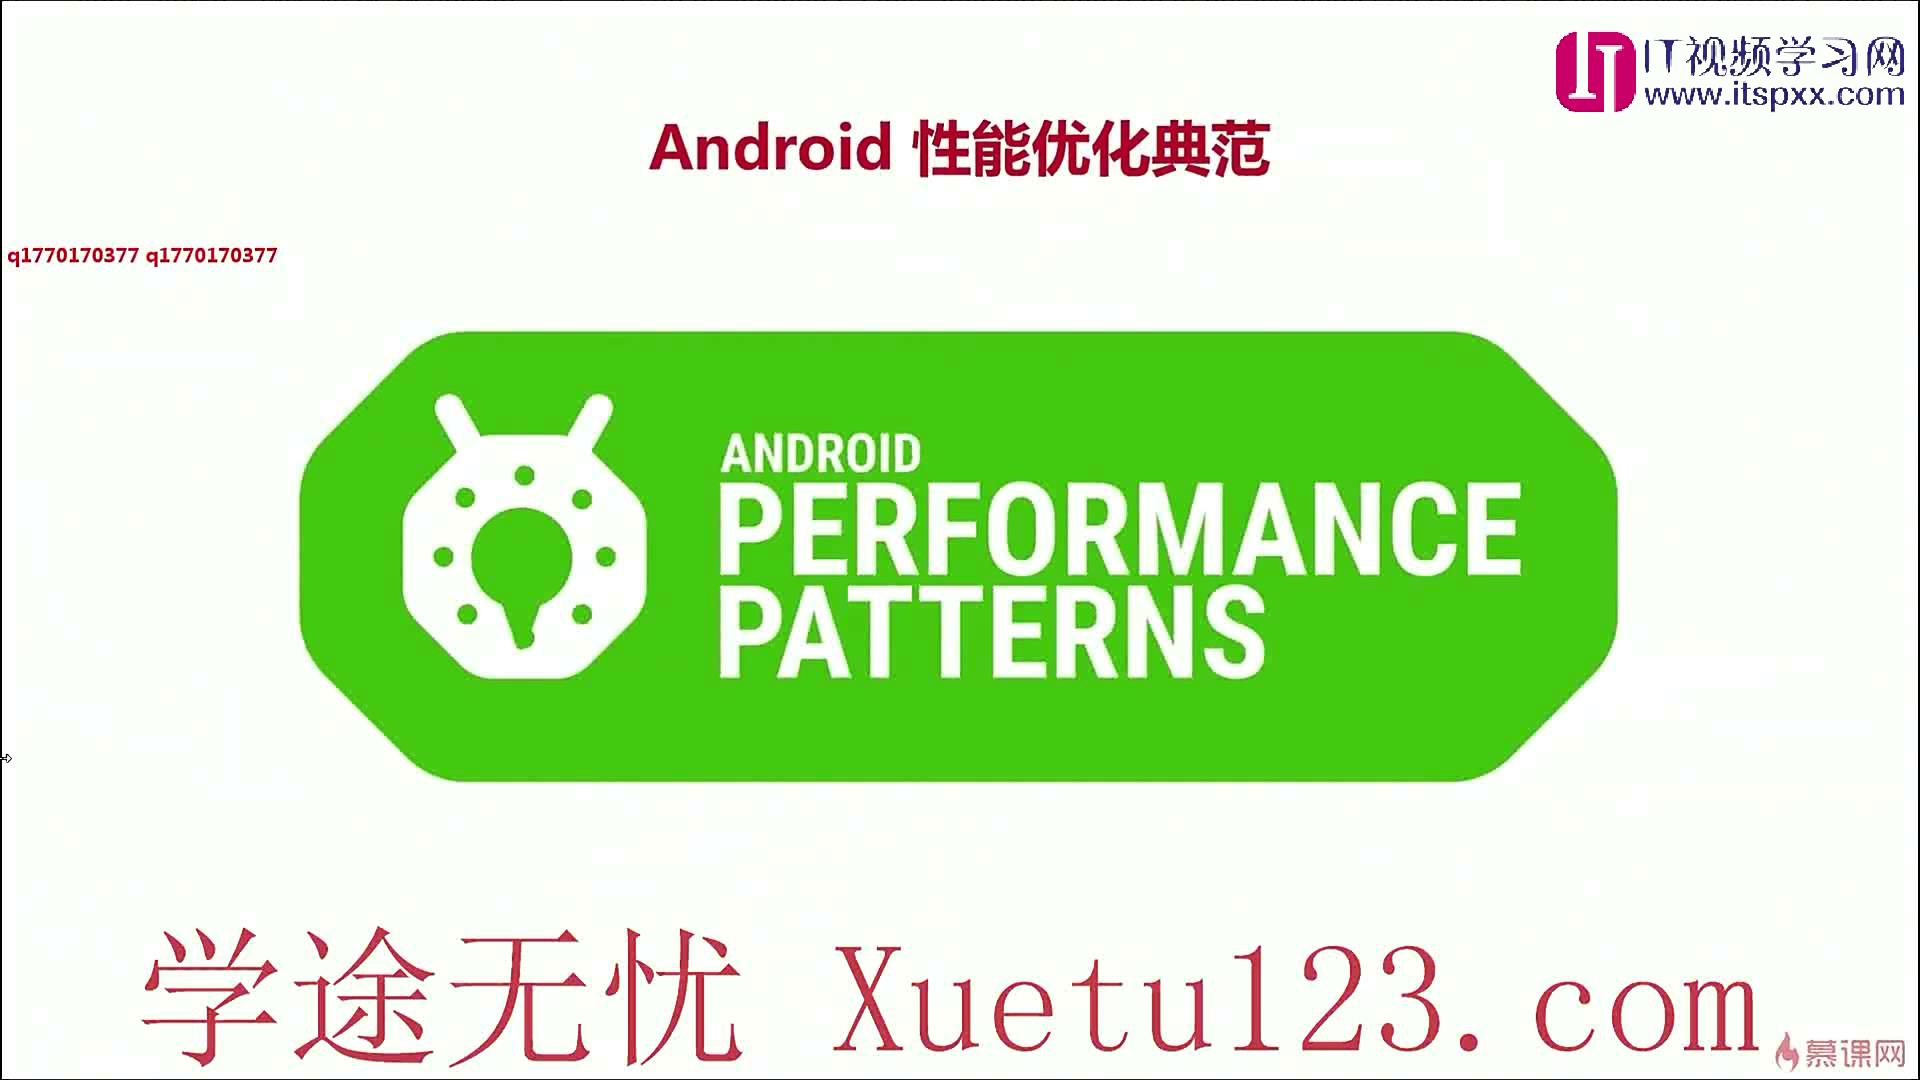 IT视频学习网
www.itspxx.com
Android 性能优化典范
q1770170377 q1770170377
ANDROID
PERFORMANCE
PATTERNS
学途无忧 Xuetu123.com
慕课网